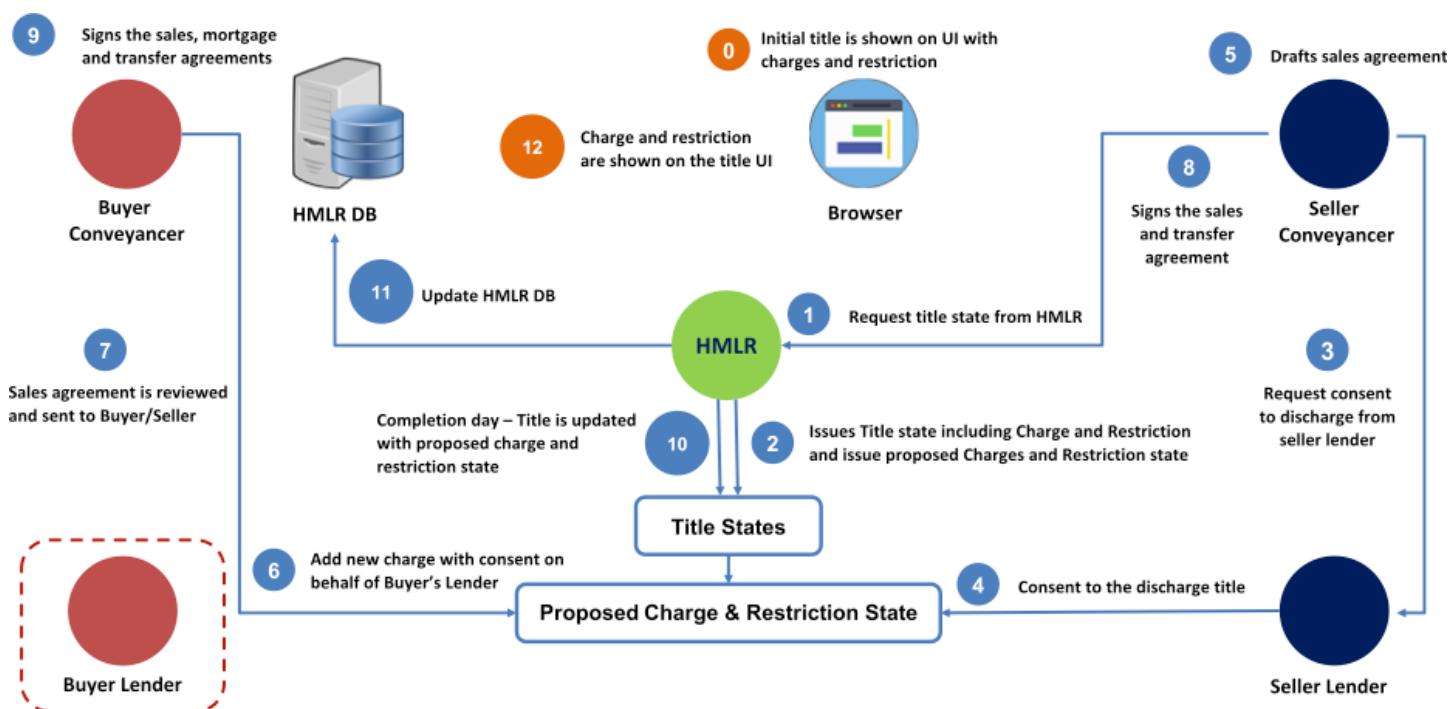 9
Signs the sales, mortgage
and transfer agreements
0
Initial title is shown on UI with
charges and restriction
5
Drafts sales agreement
12
Charge and restriction
are shown on the title UI
Buyer
Conveyancer
HMLR DB
Browser
8
Signs the sales
and transfer
agreement
Seller
Conveyancer
11
Update HMLR DB
HMLR
1
Request title state from HMLR
7
Sales agreement is reviewed
and sent to Buyer/Seller
3
Request consent
to discharge from
seller lender
Completion day – Title is updated
with proposed charge and
restriction state
10
2
Issues Title state including Charge and Restriction
and issue proposed Charges and Restriction state
Title States
6
Add new charge with consent on
behalf of Buyer's Lender
Proposed Charge & Restriction State
4
Consent to the discharge title
Buyer Lender
Seller Lender